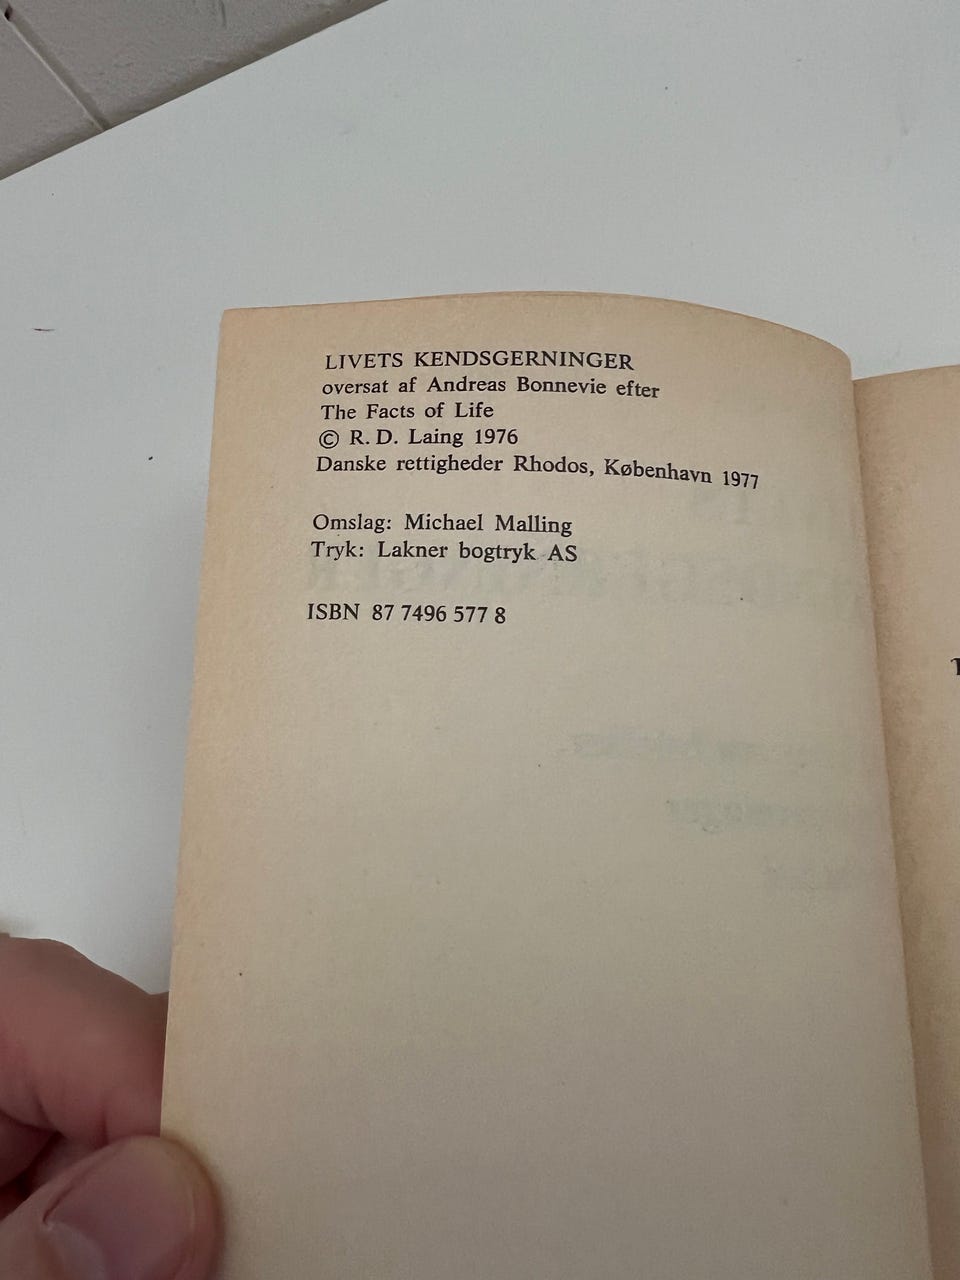 LIVETS KENDSGERNINGER
oversat af Andreas Bonnevie efter
The Facts of Life
© R. D. Laing 1976
Danske rettigheder Rhodos, København 1977
Omslag: Michael Malling
Tryk: Lakner bogtryk AS
ISBN 87 7496 577 8